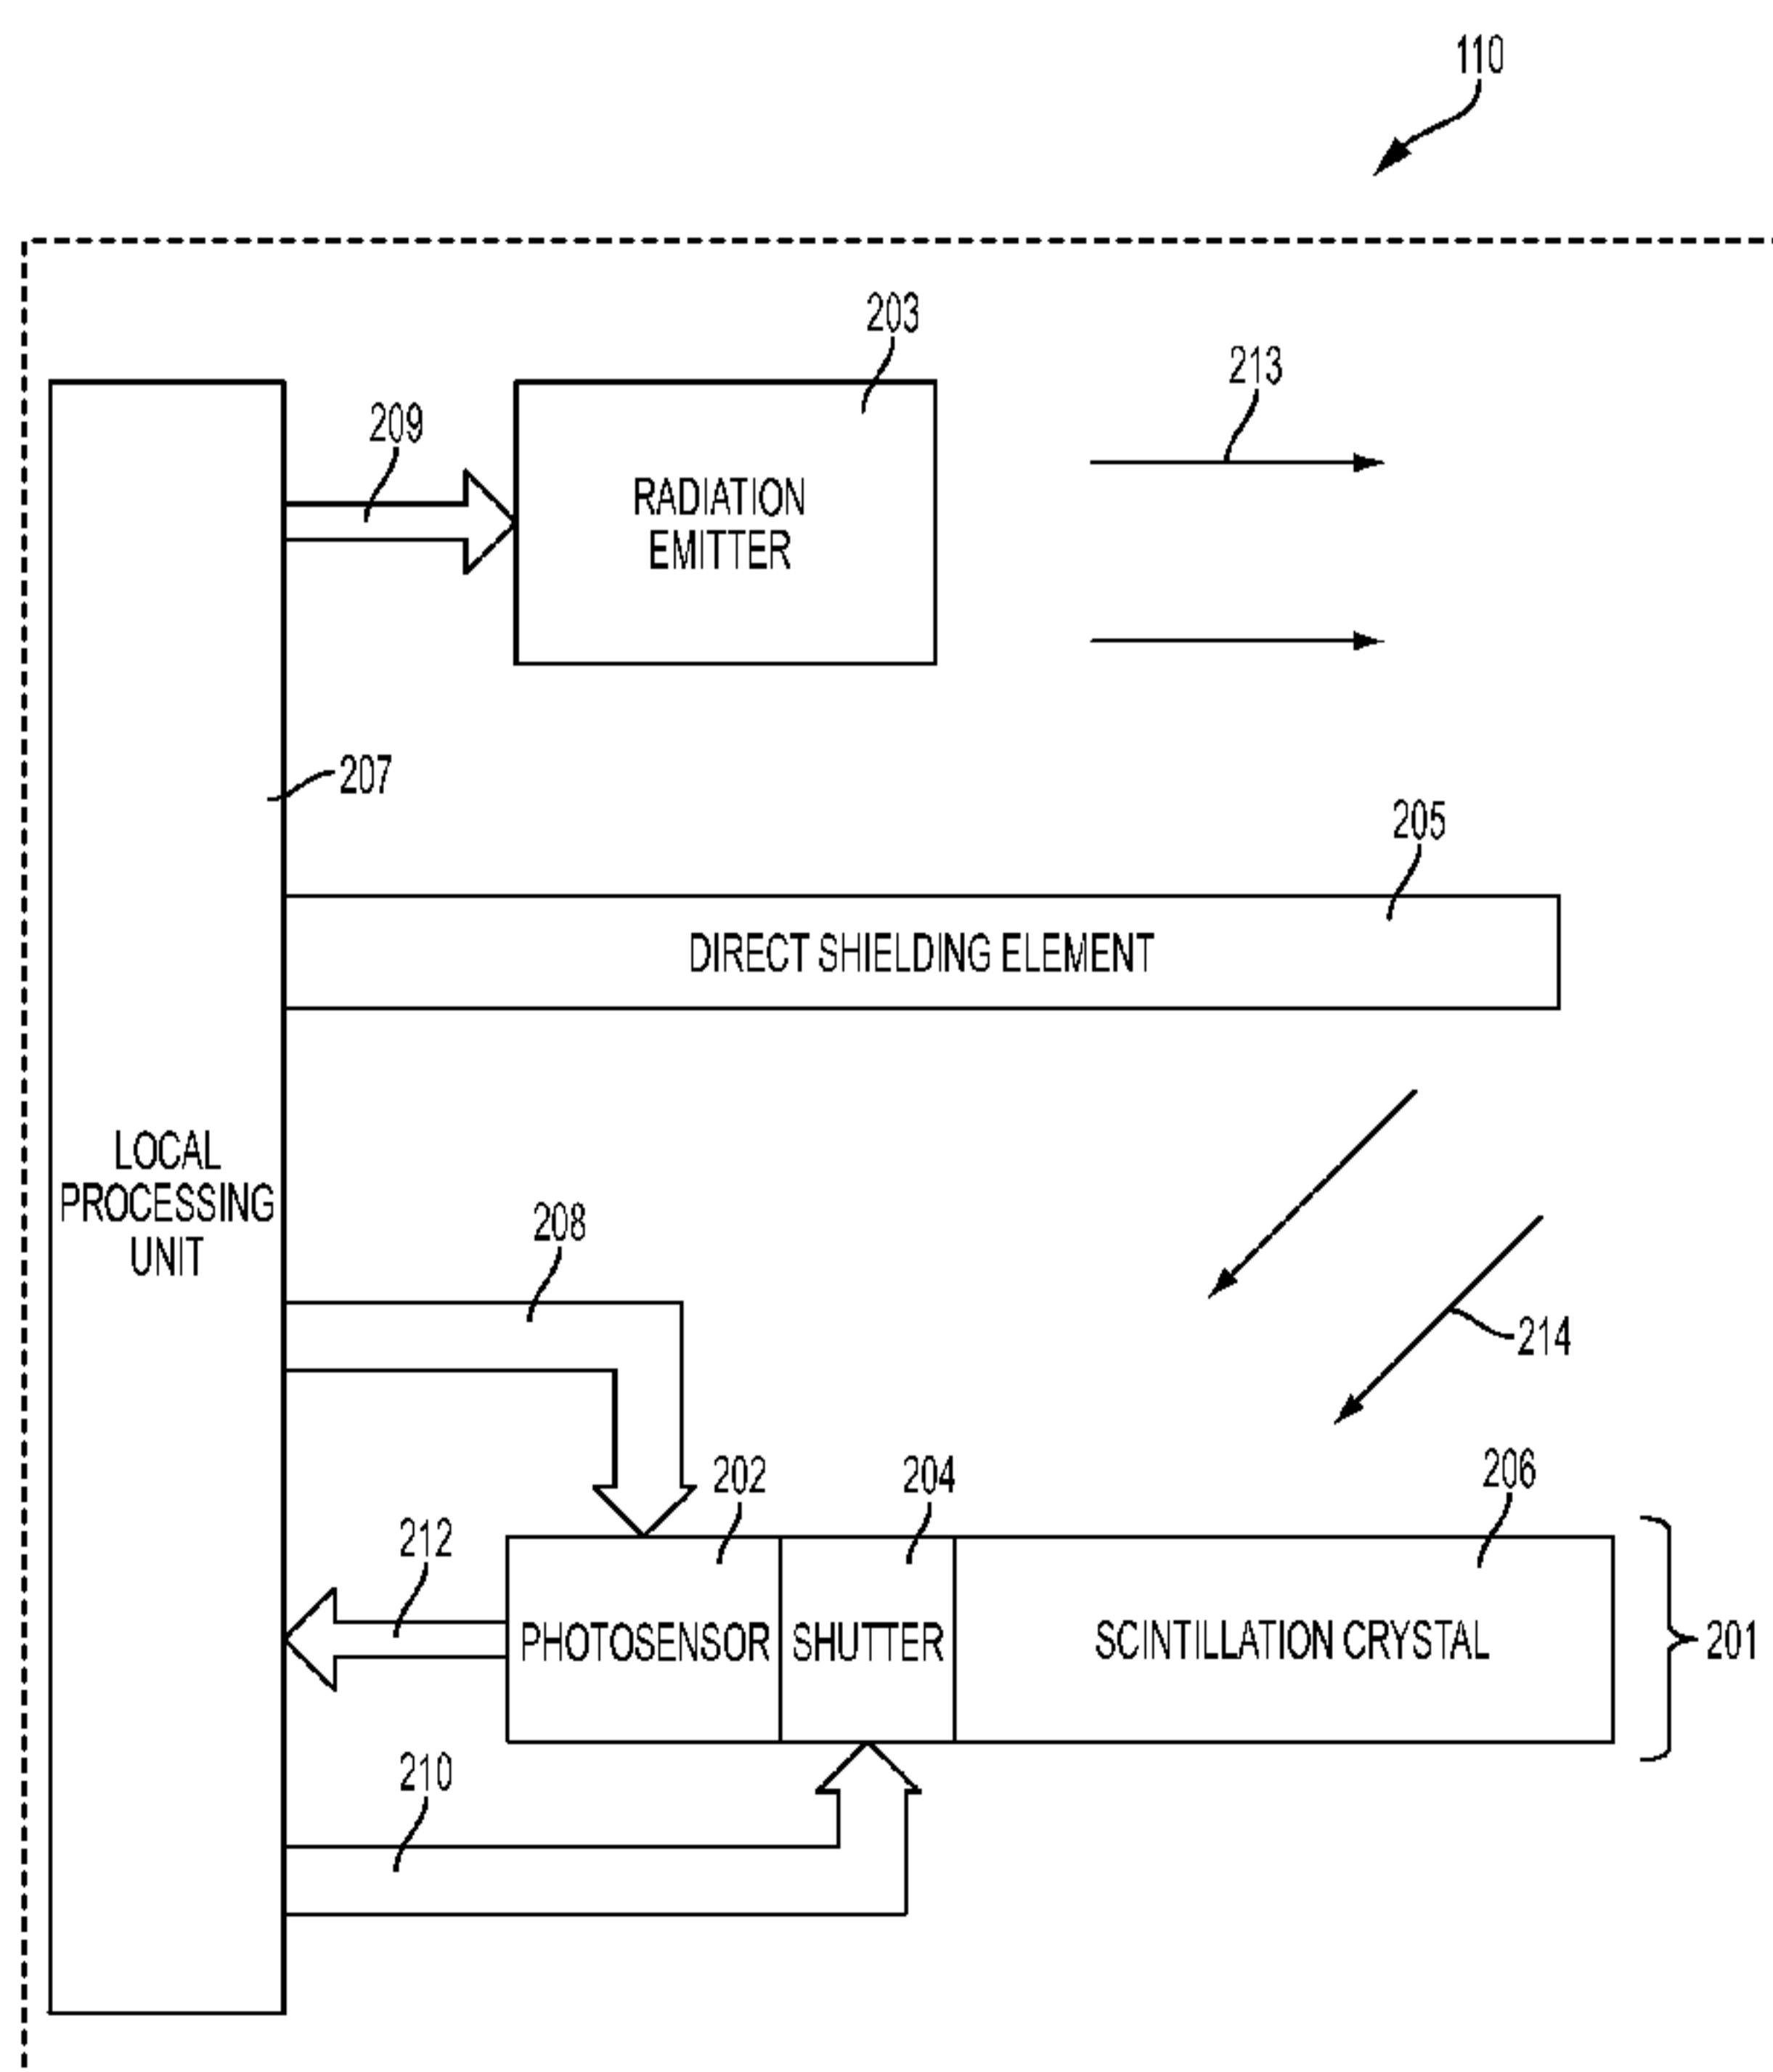 110
203
213
209
RADIATION
EMITTER
207
205
DIRECT SHIELDING ELEMENT
LOCAL
PROCESSING
UNIT
208
214
202
204
206
212
PHOTOSENSOR
SHUTTER
SCINTILLATION CRYSTAL
201
210